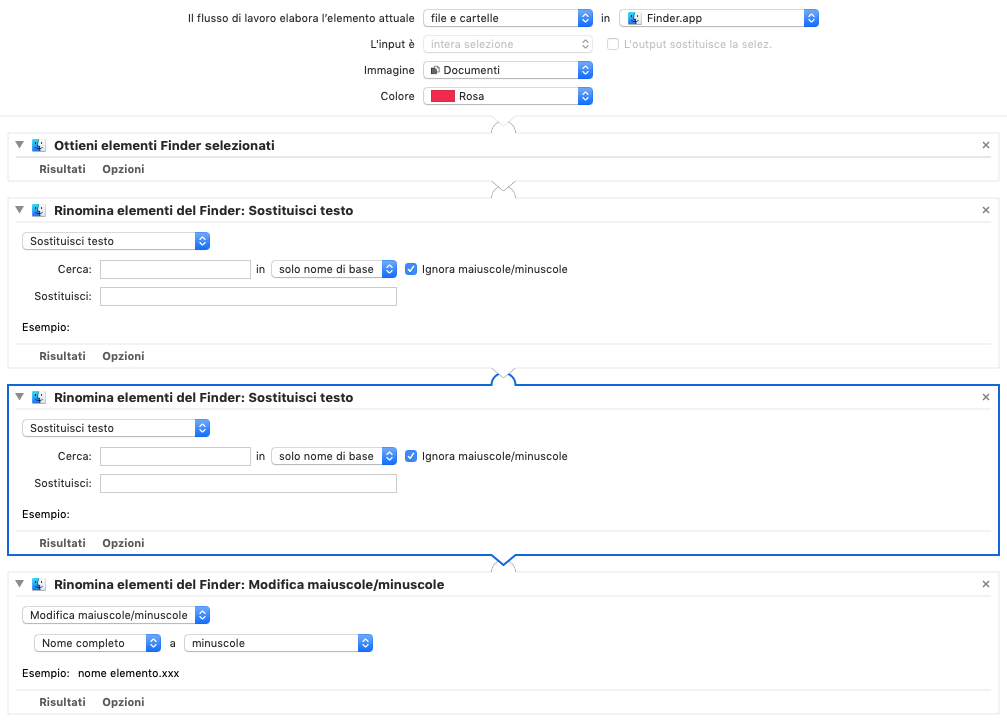 Il flusso di lavoro elabora l'elemento attuale file e cartelle in Finder.app
L'input è intera selezione L'output sostituisce la selez.
Immagine Documenti
Colore Rosa
Ottieni elementi Finder selezionati
Risultati Opzioni
Rinomina elementi del Finder: Sostituisci testo
Sostituisci testo
Cerca: in solo nome di base Ignora maiuscole/minuscole
Sostituisci:
Esempio:
Risultati Opzioni
Rinomina elementi del Finder: Sostituisci testo
Sostituisci testo
Cerca: in solo nome di base Ignora maiuscole/minuscole
Sostituisci:
Esempio:
Risultati Opzioni
Rinomina elementi del Finder: Modifica maiuscole/minuscole
Modifica maiuscole/minuscole
Nome completo a minuscole
Esempio: nome elemento.xxx
Risultati Opzioni